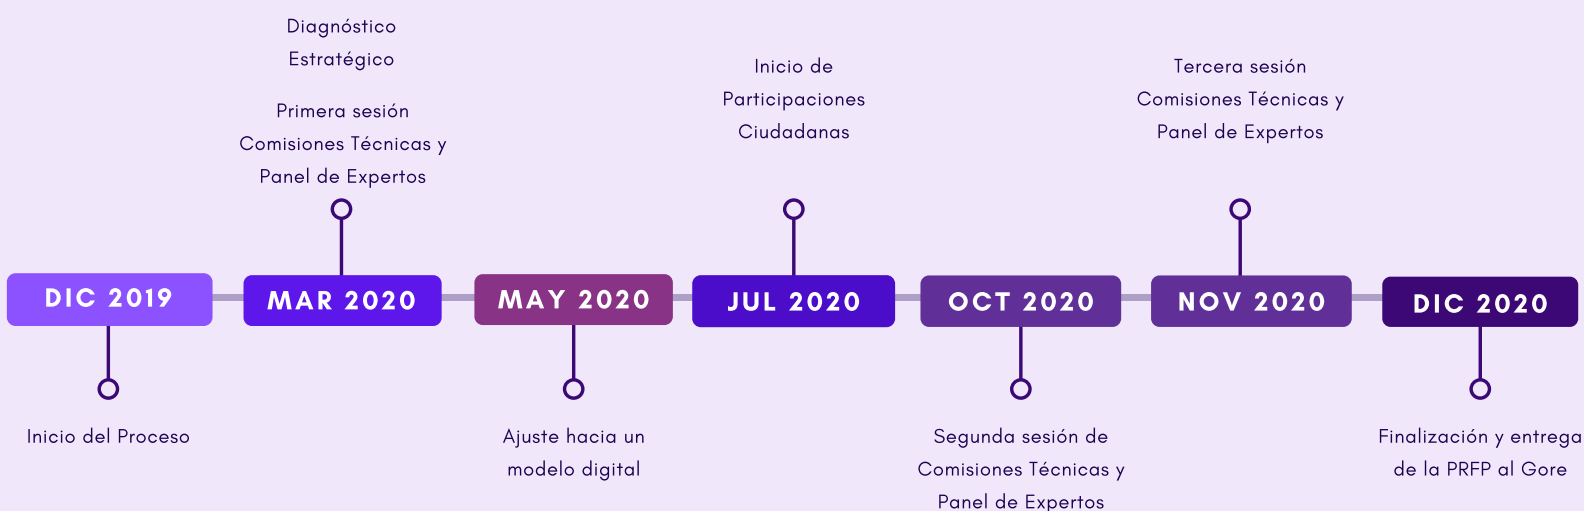 Diagnóstico
Estratégico
Primera sesión
Comisiones Técnicas y
Panel de Expertos
Inicio de
Participaciones
Ciudadanas
Tercera sesión
Comisiones Técnicas y
Panel de Expertos
DIC 2019
MAR 2020
MAY 2020
JUL 2020
OCT 2020
NOV 2020
DIC 2020
Inicio del Proceso
Ajuste hacia un
modelo digital
Segunda sesión de
Comisiones Técnicas y
Panel de Expertos
Finalización y entrega
de la PRFP al Gore